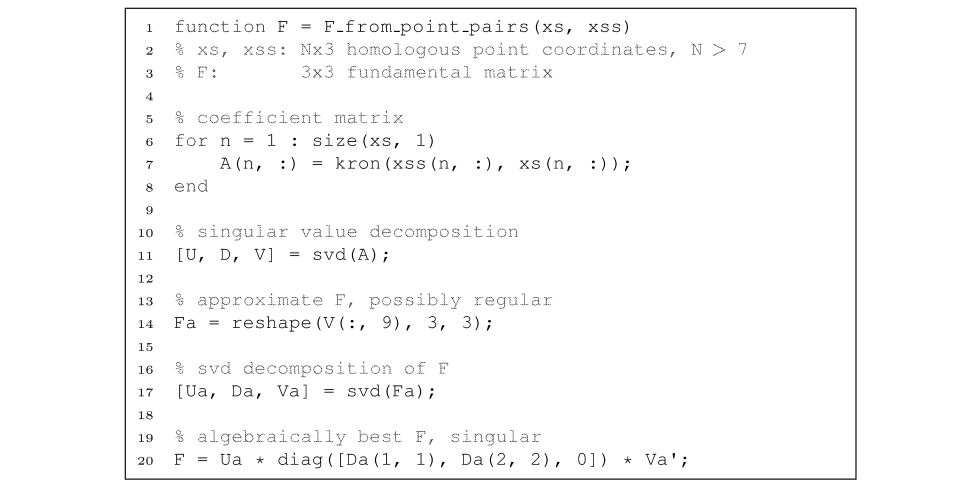 1 function F = F_from_point_pairs(xs, xss)
2 % xs, xss: Nx3 homologous point coordinates, N > 7
3 % F:       3x3 fundamental matrix
4
5 % coefficient matrix
6 for n = 1 : size(xs, 1)
7     A(n, :) = kron(xss(n, :), xs(n, :));
8 end
9
10 % singular value decomposition
11 [U, D, V] = svd(A);
12
13 % approximate F, possibly regular
14 Fa = reshape(V(:, 9), 3, 3);
15
16 % svd decomposition of F
17 [Ua, Da, Va] = svd(Fa);
18
19 % algebraically best F, singular
20 F = Ua * diag([Da(1, 1), Da(2, 2), 0]) * Va';